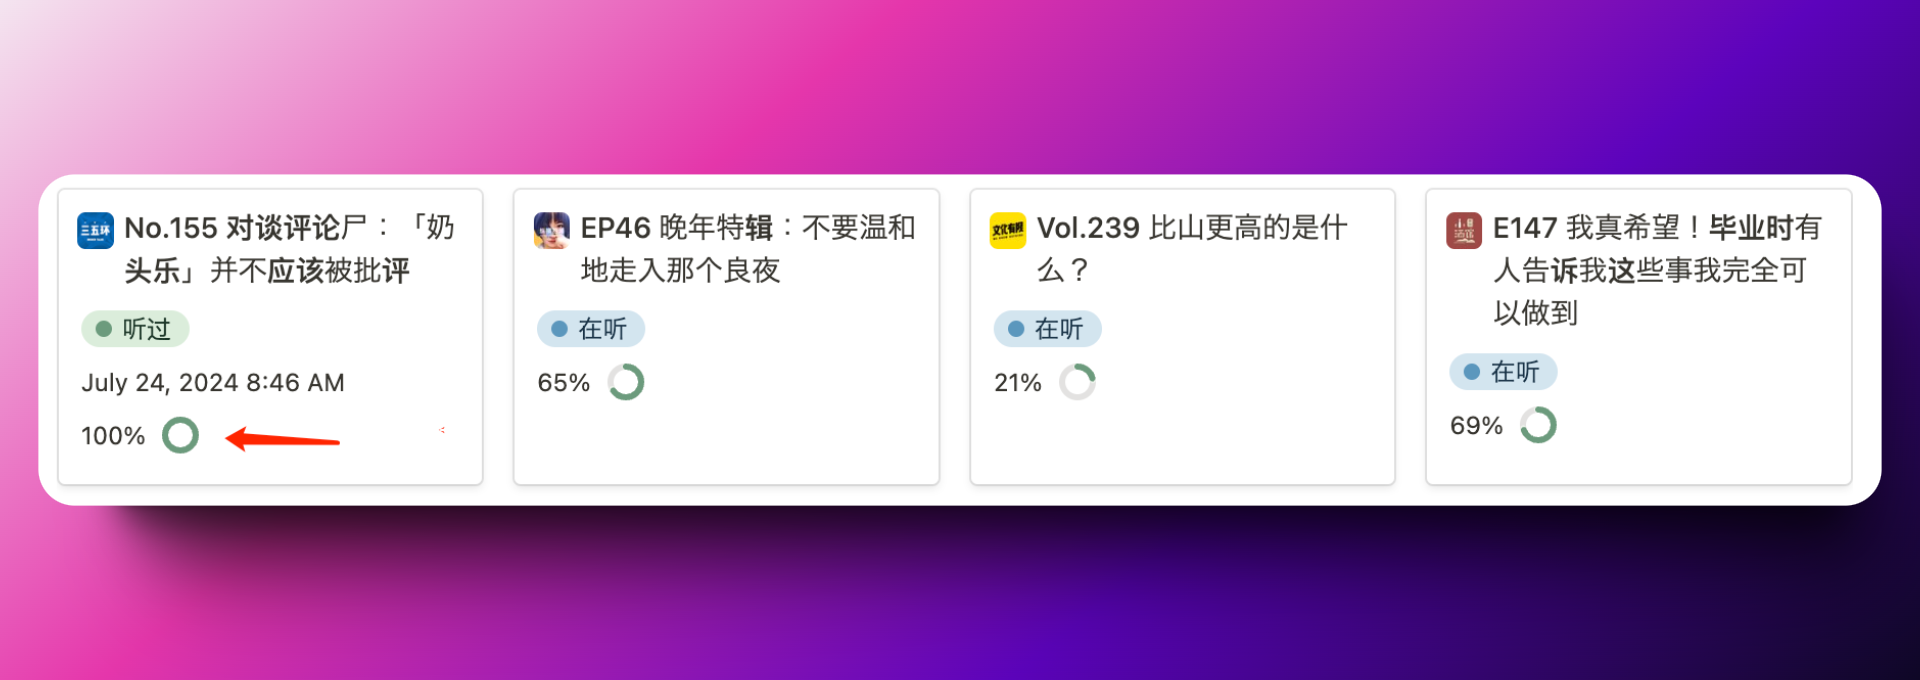 三五环
No.155 对谈评论尸：「奶
头乐」并不应该被批评
听过
July 24, 2024 8:46 AM
100%
EP46 晚年特辑：不要温和
地走入那个良夜
在听
65%
文化有限
Vol.239 比山更高的是什
么？
在听
21%
E147 我真希望！毕业时有
人告诉我这些事我完全可
以做到
在听
69%